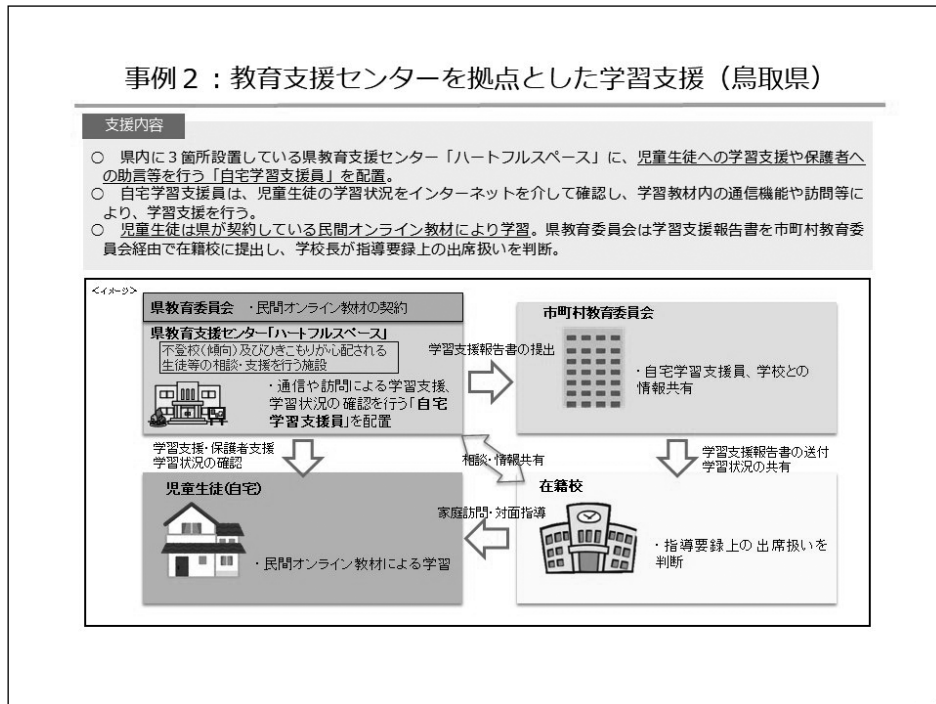 事例２：教育支援センターを拠点とした学習支援（鳥取県）
支援内容
○　県内に３箇所設置している県教育支援センター「ハートフルスペース」に、児童生徒への学習支援や保護者へ
の助言等を行う「自宅学習支援員」を配置。
○　自宅学習支援員は、児童生徒の学習状況をインターネットを介して確認し、学習教材内の通信機能や訪問等に
より、学習支援を行う。
○　児童生徒は県が契約している民間オンライン教材により学習。県教育委員会は学習支援報告書を市町村教育委
員会経由で在籍校に提出し、学校長が指導要録上の出席扱いを判断。
＜イメージ＞
県教育委員会　・民間オンライン教材の契約
県教育支援センター「ハートフルスペース」
不登校(傾向)及びひきこもりが心配される
生徒等の相談・支援を行う施設
・通信や訪問による学習支援、
学習状況の確認を行う「自宅
学習支援員」を配置
学習支援報告書の提出
市町村教育委員会
・自宅学習支援員、学校との
情報共有
学習支援・保護者支援
学習状況の確認
相談・情報共有
学習支援報告書の送付
学習状況の共有
児童生徒(自宅)
・民間オンライン教材による学習
家庭訪問・対面指導
在籍校
・指導要録上の出席扱いを
判断